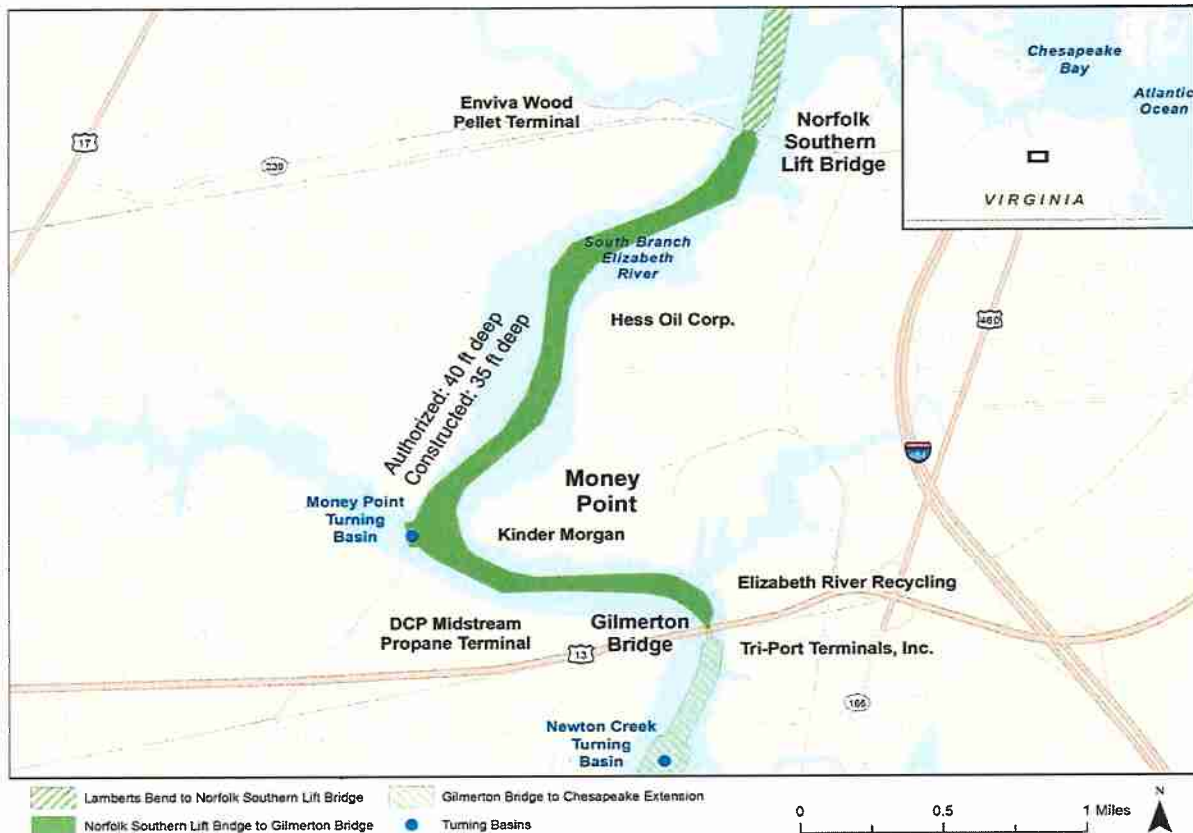 Chesapeake
Bay
Atlantic
Ocean
VIRGINIA
Enviva Wood
Pellet Terminal
Norfolk
Southern
Lift Bridge
17
South Branch
Elizabeth
River
Hess Oil Corp.
460
Authorized: 40 ft deep
Constructed: 35 ft deep
Money
Point
Money Point
Turning
Basin
Kinder Morgan
Elizabeth River Recycling
DCP Midstream
Propane Terminal
Gilmerton
Bridge
13
Tri-Port Terminals, Inc.
166
Newton Creek
Turning
Basin
Lamberts Bend to Norfolk Southern Lift Bridge
Gilmerton Bridge to Chesapeake Extension
Norfolk Southern Lift Bridge to Gilmerton Bridge
Turning Basins
0 0.5 1 Miles
N